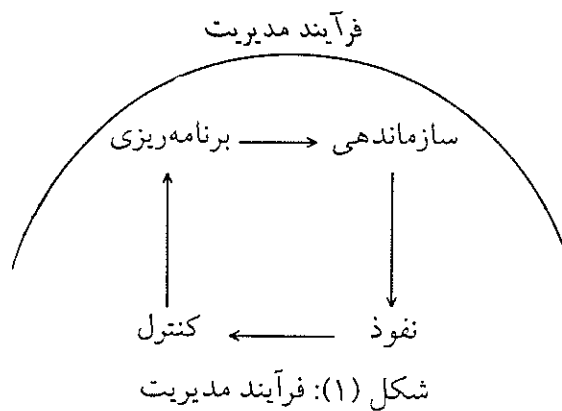 فرآیند مدیریت
سازماندهی برنامه‌ریزی
نفوذ کنترل
شکل (۱): فرآیند مدیریت